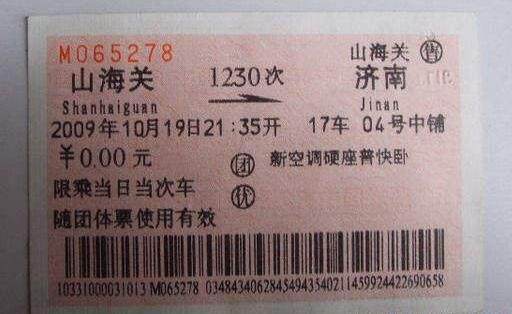 M065278
山海关 售
山海关 1230次 济南
Shanhaiguan Jinan
2009年10月19日21:35开 17车 04号中铺
¥0.00元 团 新空调硬座普快卧
限乘当日当次车 优
随团体票使用有效
10331000031013 M065278 03484340628454943540211459924422690658